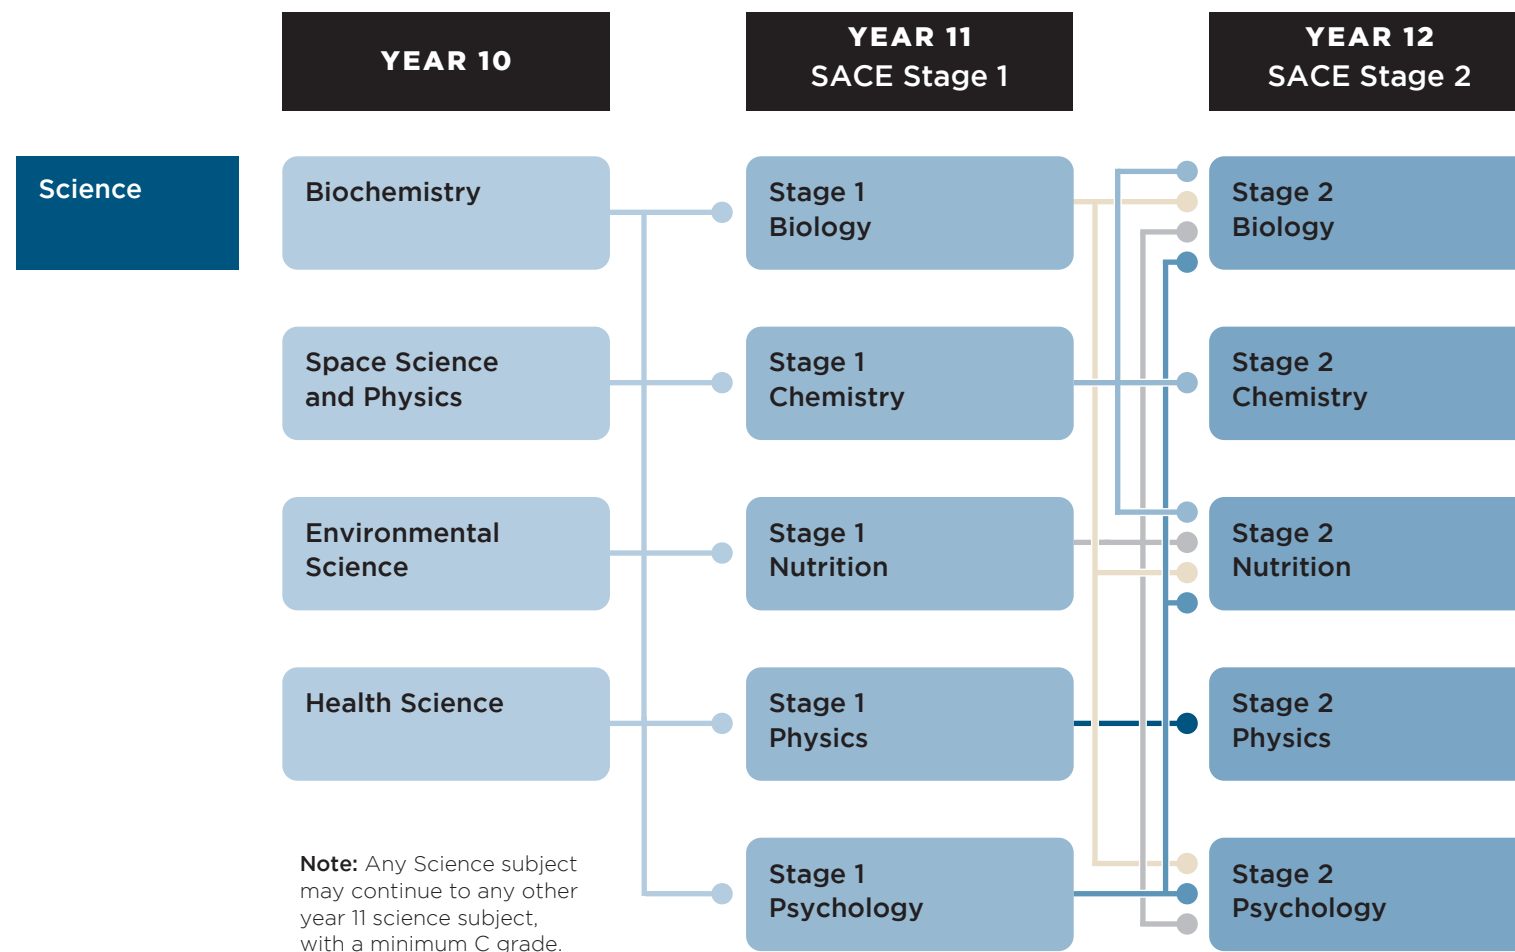 YEAR 10
YEAR 11
SACE Stage 1
YEAR 12
SACE Stage 2
Science
Biochemistry
Stage 1
Biology
Stage 2
Biology
Space Science
and Physics
Stage 1
Chemistry
Stage 2
Chemistry
Environmental
Science
Stage 1
Nutrition
Stage 2
Nutrition
Health Science
Stage 1
Physics
Stage 2
Physics
Note: Any Science subject
may continue to any other
year 11 science subject,
with a minimum C grade.
Stage 1
Psychology
Stage 2
Psychology